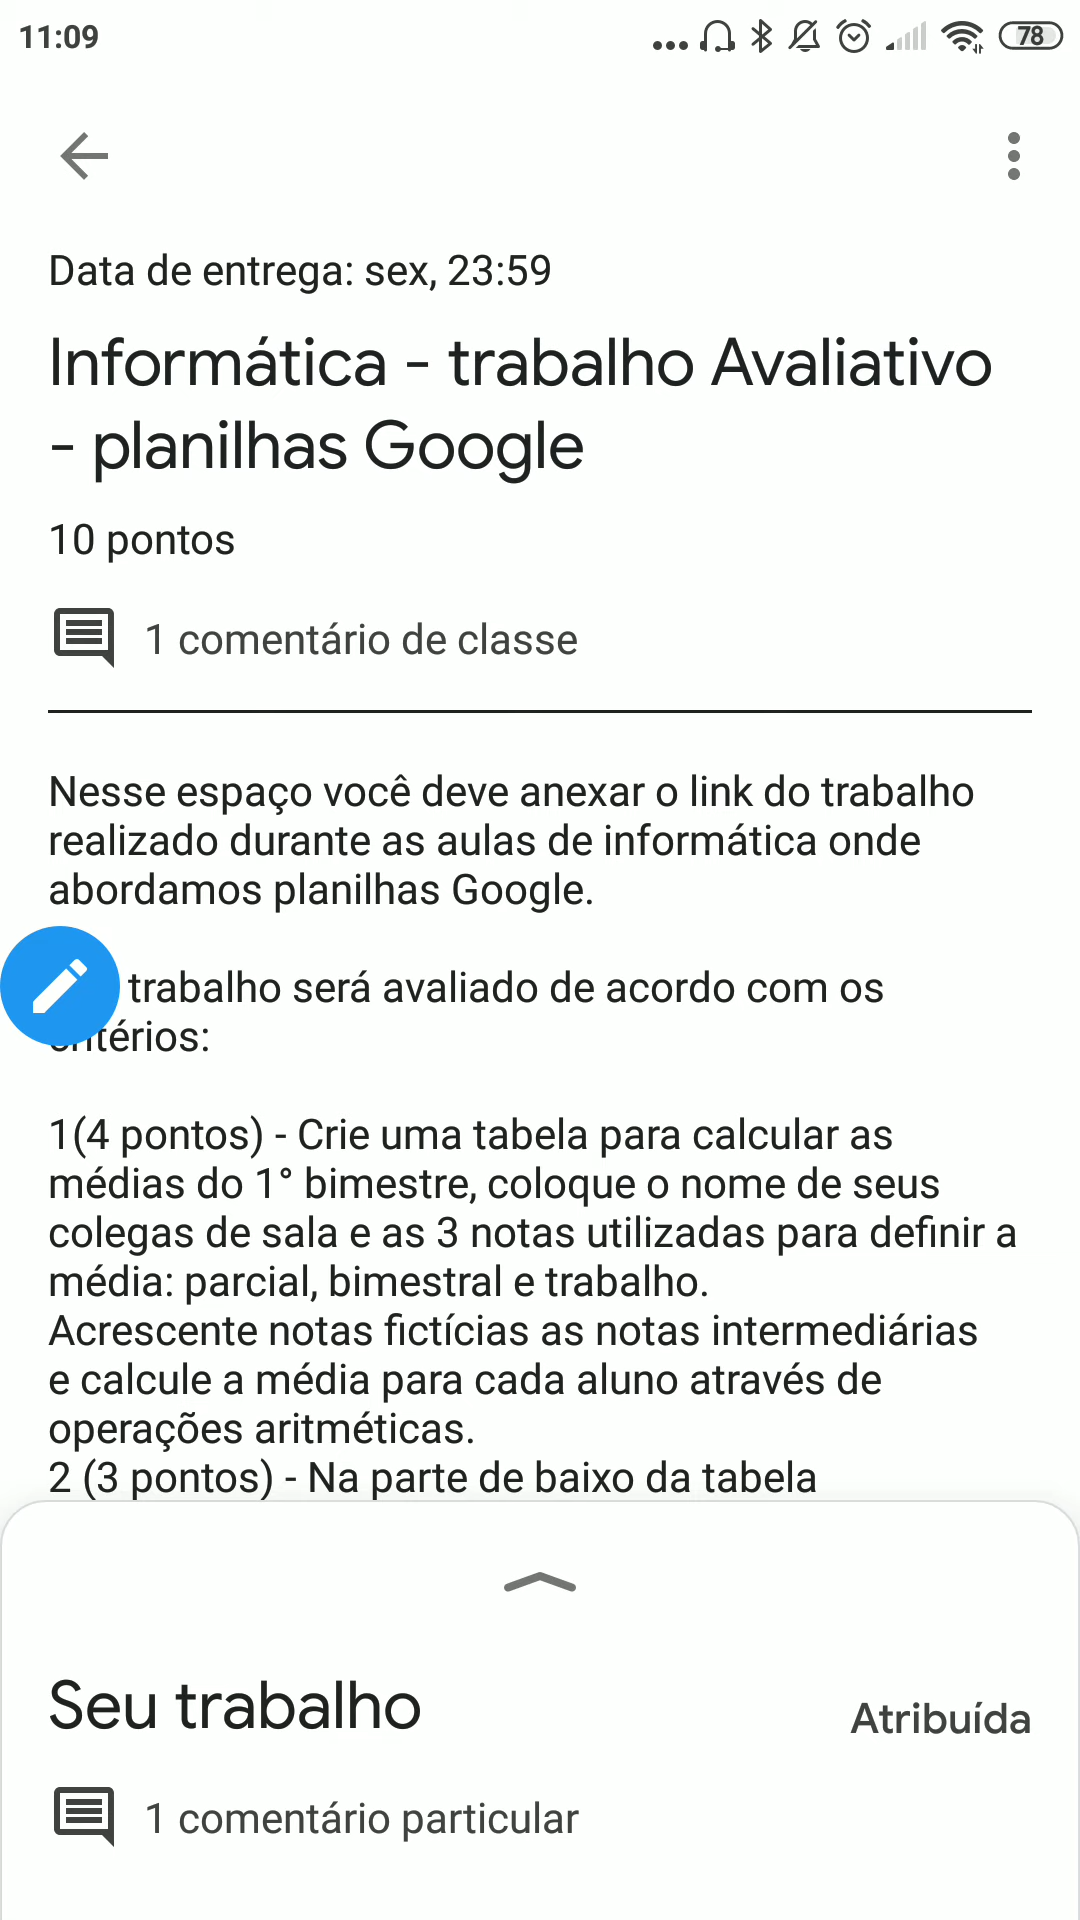 11:09
78
Data de entrega: sex, 23:59
Informática - trabalho Avaliativo
- planilhas Google
10 pontos
1 comentário de classe
Nesse espaço você deve anexar o link do trabalho
realizado durante as aulas de informática onde
abordamos planilhas Google.
trabalho será avaliado de acordo com os
critérios:
1(4 pontos) - Crie uma tabela para calcular as
médias do 1° bimestre, coloque o nome de seus
colegas de sala e as 3 notas utilizadas para definir a
média: parcial, bimestral e trabalho.
Acrescente notas fictícias as notas intermediárias
e calcule a média para cada aluno através de
operações aritméticas.
2 (3 pontos) - Na parte de baixo da tabela
Seu trabalho
Atribuída
1 comentário particular